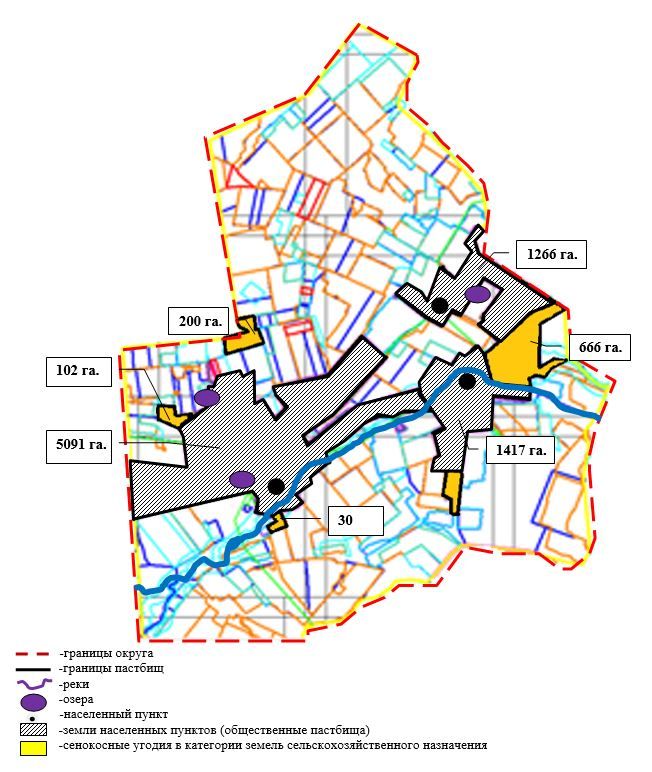 1266 га.
200 га.
666 га.
102 га.
5091 га.
1417 га.
30
-границы округа
-границы пастбищ
-реки
-озера
-населенный пункт
-земли населенных пунктов (общественные пастбища)
-сенокосные угодия в категории земель сельскохозяйственного назначения